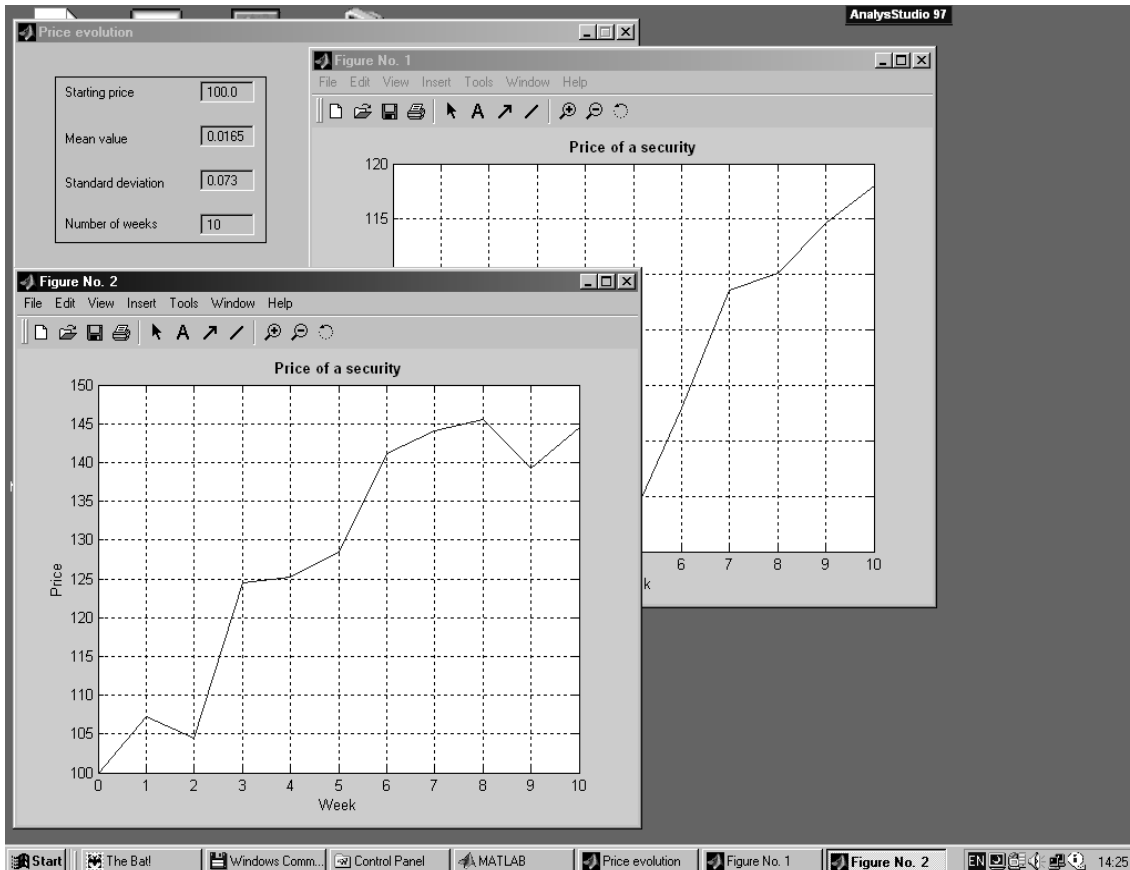 AnalysStudio 97
Price evolution
Starting price 100.0
Mean value 0.0165
Standard deviation 0.073
Number of weeks 10
Figure No. 1
File Edit View Insert Tools Window Help
A
Price of a security
120
115
6 7 8 9 10
k
Figure No. 2
File Edit View Insert Tools Window Help
A
Price of a security
150
145
140
135
130
125
120
115
110
105
100
0 1 2 3 4 5 6 7 8 9 10
Price
Week
Start The Bat! Windows Comm... Control Panel MATLAB Price evolution Figure No. 1 Figure No. 2 EN 14:25